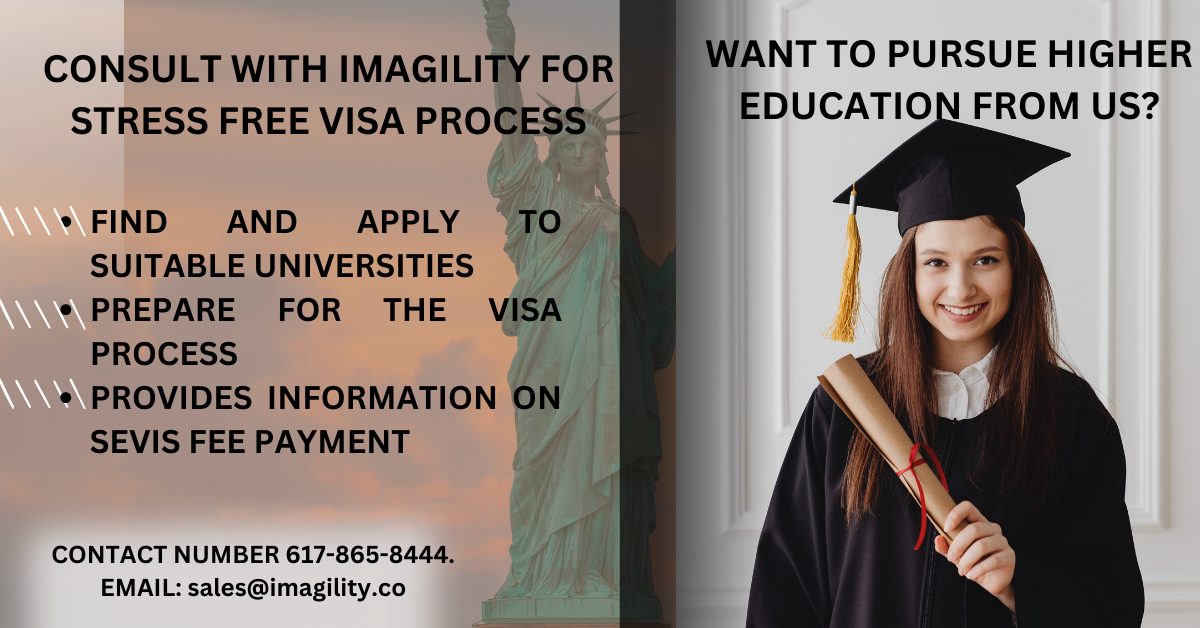 CONSULT WITH IMAGILITY FOR
STRESS FREE VISA PROCESS
• FIND AND APPLY TO
SUITABLE UNIVERSITIES
• PREPARE FOR THE VISA
PROCESS
• PROVIDES INFORMATION ON
SEVIS FEE PAYMENT
CONTACT NUMBER 617-865-8444.
EMAIL: sales@imagility.co
WANT TO PURSUE HIGHER
EDUCATION FROM US?